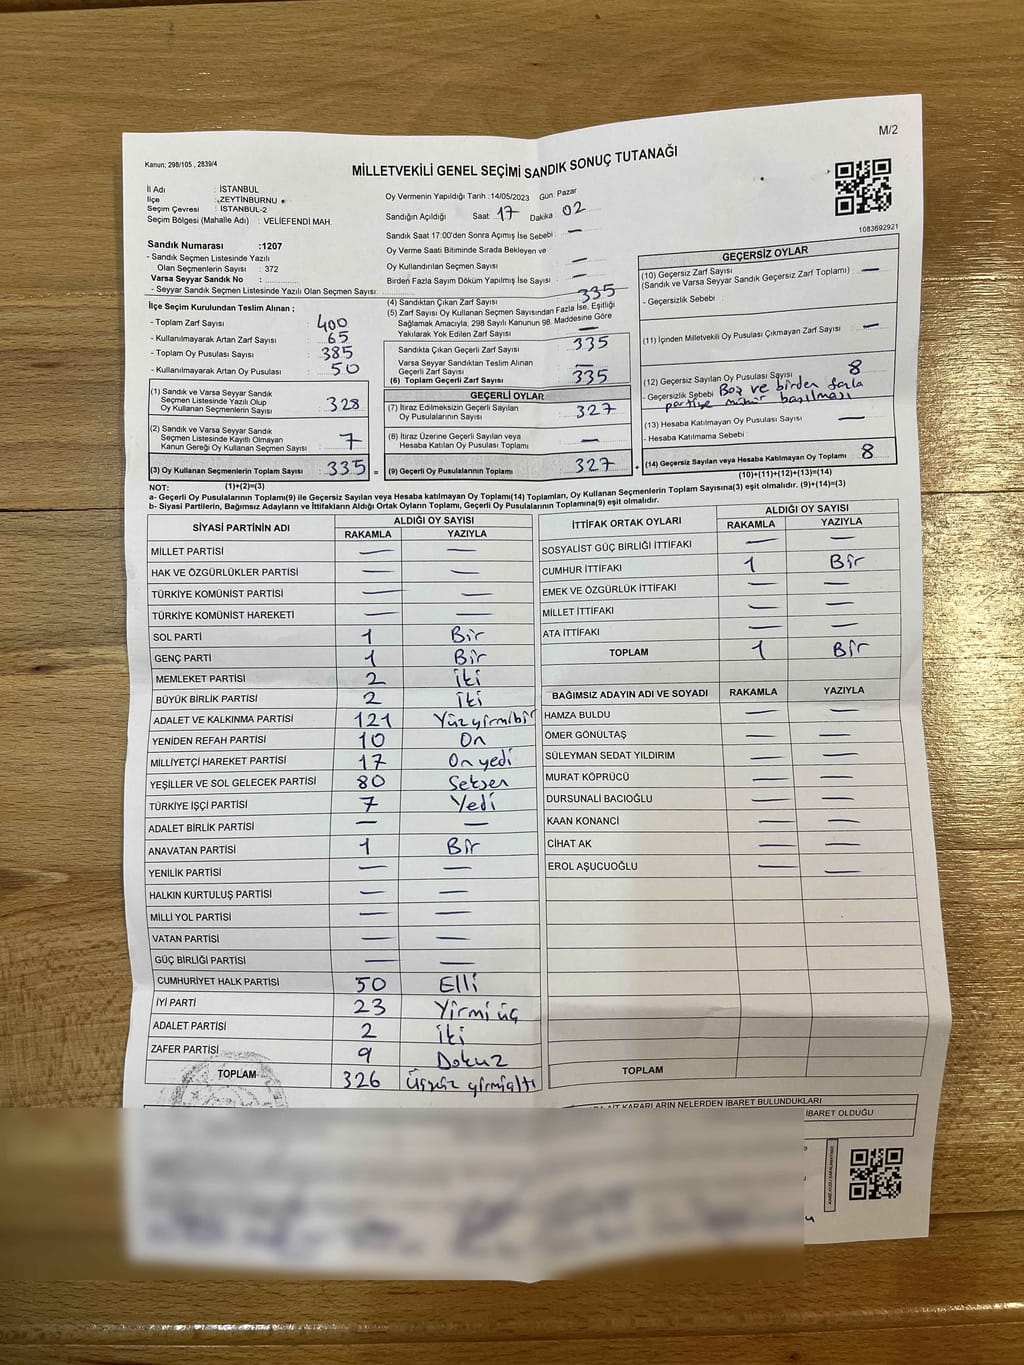 M/2
Kanun; 298/105 , 2839/4
MİLLETVEKİLİ GENEL SEÇİMİ SANDIK SONUÇ TUTANAĞI
İl Adı : İSTANBUL
İlçe : ZEYTİNBURNU
Seçim Çevresi : İSTANBUL-2
Seçim Bölgesi (Mahalle Adı) : VELİEFENDİ MAH.
Sandık Numarası :1207
- Sandık Seçmen Listesinde Yazılı
Olan Seçmenlerin Sayısı : 372
Varsa Seyyar Sandık No :
- Seyyar Sandık Seçmen Listesinde Yazılı Olan Seçmen Sayısı:
Oy Vermenin Yapıldığı Tarih :14/05/2023 Gün: Pazar
Sandığın Açıldığı Saat: 17 Dakika: 02
Sandık Saat 17:00'den Sonra Açılmış İse Sebebi : —
Oy Verme Saati Bitiminde Sırada Bekleyen ve
Oy Kullandırılan Seçmen Sayısı : —
Birden Fazla Sayım Döküm Yapılmış İse Sayısı : —
1083692921
İlçe Seçim Kurulundan Teslim Alınan ;
- Toplam Zarf Sayısı : 400
- Kullanılmayarak Artan Zarf Sayısı : 65
- Toplam Oy Pusulası Sayısı : 385
- Kullanılmayarak Artan Oy Pusulası : 50
(1) Sandık ve Varsa Seyyar Sandık
Seçmen Listesinde Yazılı Olup
Oy Kullanan Seçmenlerin Sayısı : 328
(2) Sandık ve Varsa Seyyar Sandık
Seçmen Listesinde Kayıtlı Olmayan
Kanun Gereği Oy Kullanan Seçmen Sayısı : 7
(3) Oy Kullanan Seçmenlerin Toplam Sayısı : 335 =
(1)+(2)=(3)
(4) Sandıktan Çıkan Zarf Sayısı : 335
(5) Zarf Sayısı Oy Kullanan Seçmen Sayısından Fazla İse, Eşitliği
Sağlamak Amacıyla, 298 Sayılı Kanunun 98. Maddesine Göre
Yakılarak Yok Edilen Zarf Sayısı : —
Sandıkta Çıkan Geçerli Zarf Sayısı : 335
Varsa Seyyar Sandıktan Teslim Alınan
Geçerli Zarf Sayısı : —
(6) Toplam Geçerli Zarf Sayısı : 335
GEÇERLİ OYLAR
(7) İtiraz Edilmeksizin Geçerli Sayılan
Oy Pusulalarının Sayısı : 327
(8) İtiraz Üzerine Geçerli Sayılan veya
Hesaba Katılan Oy Pusulası Toplamı : —
(9) Geçerli Oy Pusulalarının Toplamı : 327 +
GEÇERSİZ OYLAR
(10) Geçersiz Zarf Sayısı : —
(Sandık ve Varsa Seyyar Sandık Geçersiz Zarf Toplamı)
- Geçersizlik Sebebi :
(11) İçinden Milletvekili Oy Pusulası Çıkmayan Zarf Sayısı : —
(12) Geçersiz Sayılan Oy Pusulası Sayısı : 8
- Geçersizlik Sebebi : Boş ve birden fazla
partiye mühür basılması
(13) Hesaba Katılmayan Oy Pusulası Sayısı : —
- Hesaba Katılmama Sebebi :
(14) Geçersiz Sayılan veya Hesaba Katılmayan Oy Toplamı : 8
(10)+(11)+(12)+(13)=(14)
NOT:
a- Geçerli Oy Pusulalarının Toplamı(9) ile Geçersiz Sayılan veya Hesaba katılmayan Oy Toplamı(14) Toplamları, Oy Kullanan Seçmenlerin Toplam Sayısına(3) eşit olmalıdır. (9)+(14)=(3)
b- Siyasi Partilerin, Bağımsız Adayların ve İttifakların Aldığı Ortak Oyların Toplamı, Geçerli Oy Pusulalarının Toplamına(9) eşit olmalıdır.
SİYASİ PARTİNİN ADI ALDIĞI OY SAYISI
RAKAMLA YAZIYLA
MİLLET PARTİSİ — —
HAK VE ÖZGÜRLÜKLER PARTİSİ — —
TÜRKİYE KOMÜNİST PARTİSİ — —
TÜRKİYE KOMÜNİST HAREKETİ — —
SOL PARTİ 1 Bir
GENÇ PARTİ 1 Bir
MEMLEKET PARTİSİ 2 İki
BÜYÜK BİRLİK PARTİSİ 2 İki
ADALET VE KALKINMA PARTİSİ 121 Yüzyirmibir
YENİDEN REFAH PARTİSİ 10 On
MİLLİYETÇİ HAREKET PARTİSİ 17 On yedi
YEŞİLLER VE SOL GELECEK PARTİSİ 80 Seksen
TÜRKİYE İŞÇİ PARTİSİ 7 Yedi
ADALET BİRLİK PARTİSİ — —
ANAVATAN PARTİSİ 1 Bir
YENİLİK PARTİSİ — —
HALKIN KURTULUŞ PARTİSİ — —
MİLLİ YOL PARTİSİ — —
VATAN PARTİSİ — —
GÜÇ BİRLİĞİ PARTİSİ — —
CUMHURİYET HALK PARTİSİ 50 Elli
İYİ PARTİ 23 Yirmi üç
ADALET PARTİSİ 2 İki
ZAFER PARTİSİ 9 Dokuz
TOPLAM 326 Üçyüz yirmialtı
İTTİFAK ORTAK OYLARI ALDIĞI OY SAYISI
RAKAMLA YAZIYLA
SOSYALİST GÜÇ BİRLİĞİ İTTİFAKI — —
CUMHUR İTTİFAKI 1 Bir
EMEK VE ÖZGÜRLÜK İTTİFAKI — —
MİLLET İTTİFAKI — —
ATA İTTİFAKI — —
TOPLAM 1 Bir
BAĞIMSIZ ADAYIN ADI VE SOYADI RAKAMLA YAZIYLA
HAMZA BULDU — —
ÖMER GÖNÜLTAŞ — —
SÜLEYMAN SEDAT YILDIRIM — —
MURAT KÖPRÜCÜ — —
DURSUNALİ BACIOĞLU — —
KAAN KONANCİ — —
CİHAT AK — —
EROL AŞUCUOĞLU — —
TOPLAM
KARARLARIN NELERDEN İBARET BULUNDUKLARI
İBARET OLDUĞU